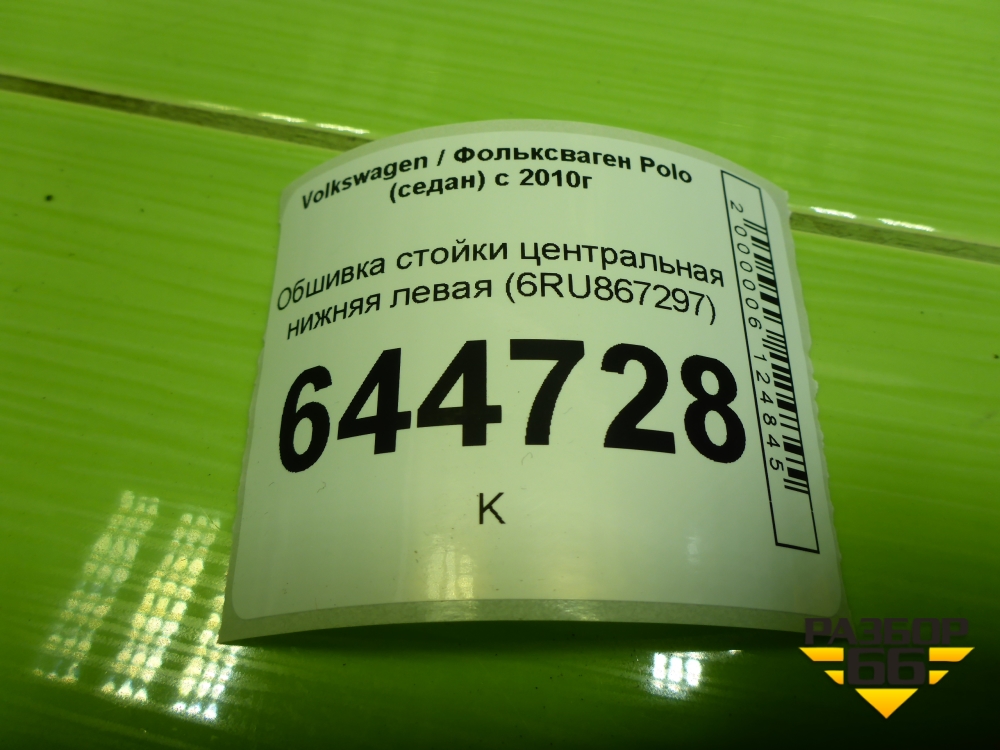 Volkswagen / Фольксваген Polo
(седан) с 2010г
Обшивка стойки центральная
нижняя левая (6RU867297)
644728
К
2000006124845
РАЗБОР
66